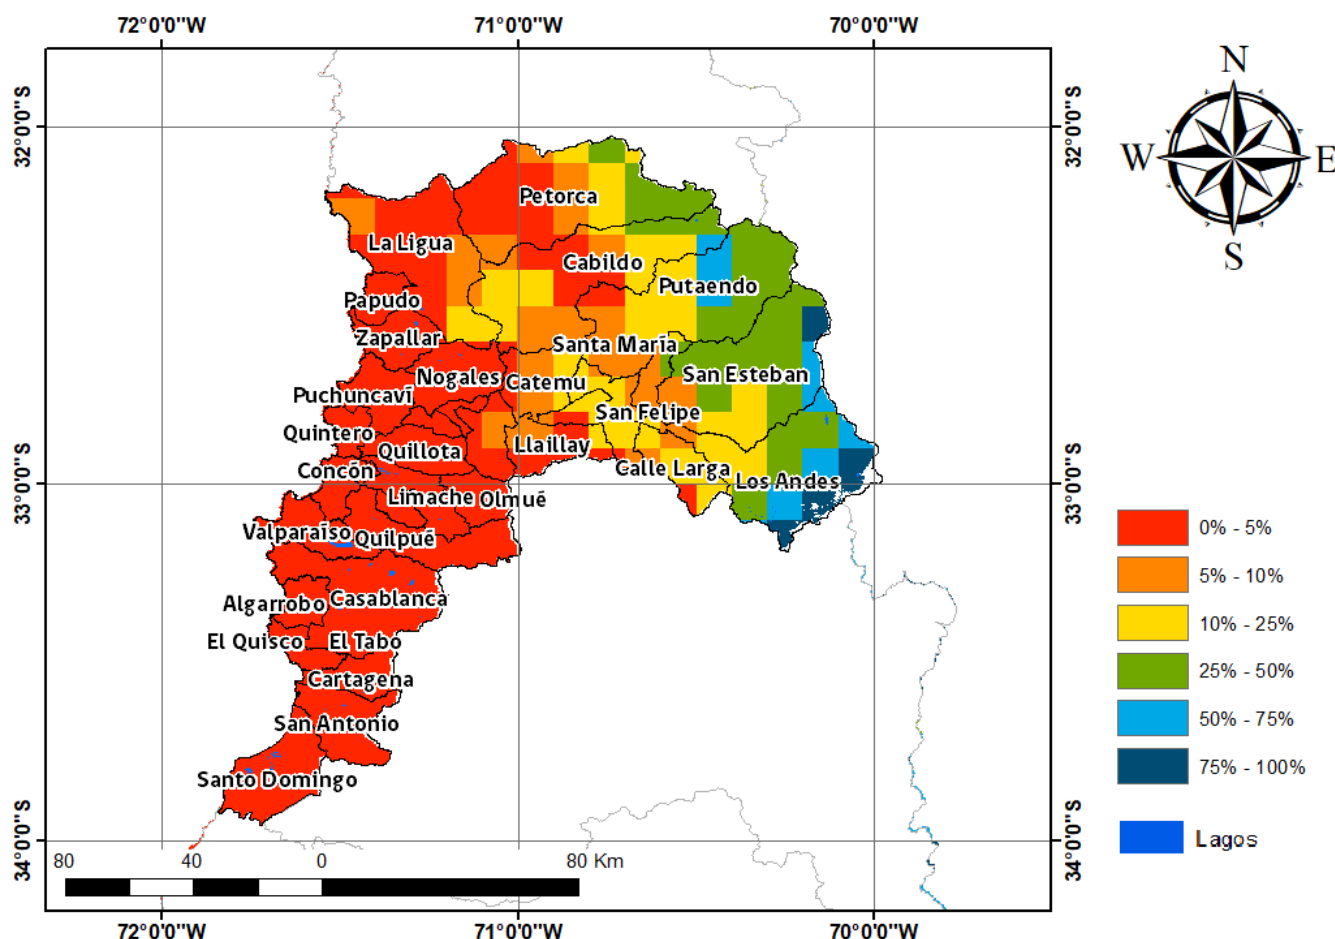 72°0'0"W 71°0'0"W 70°0'0"W
N
W E
S
32°0'0"S 32°0'0"S
Petorca
La Ligua
Cabildo
Putaendo
Papudo
Zapallar
Santa María
Nogales Catemu San Esteban
Puchuncaví
San Felipe
Quintero
Quillota Llaillay
Concón Calle Larga Los Andes
33°0'0"S 33°0'0"S
Limache Olmué
Valparaíso Quilpué
Algarrobo Casablanca
El Quisco El Tabo
Cartagena
San Antonio
Santo Domingo
0% - 5%
5% - 10%
10% - 25%
25% - 50%
50% - 75%
75% - 100%
Lagos
34°0'0"S 34°0'0"S
80 40 0 80 Km
72°0'0"W 71°0'0"W 70°0'0"W